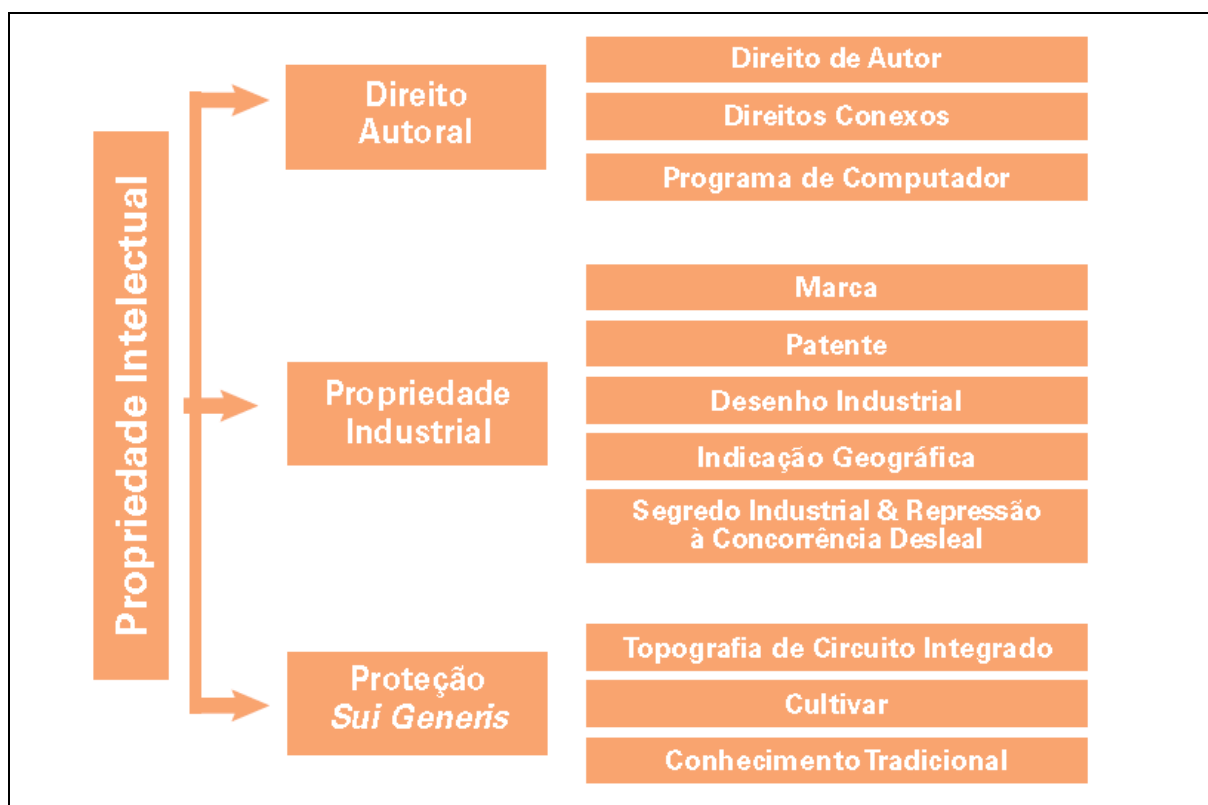 Propriedade Intelectual
Direito
Autoral
Direito de Autor
Direitos Conexos
Programa de Computador
Propriedade
Industrial
Marca
Patente
Desenho Industrial
Indicação Geográfica
Segredo Industrial & Repressão
à Concorrência Desleal
Proteção
Sui Generis
Topografia de Circuito Integrado
Cultivar
Conhecimento Tradicional